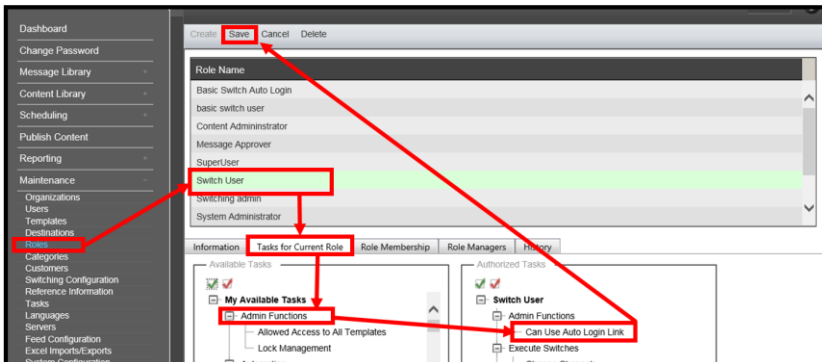 Dashboard
Change Password
Message Library
Content Library
Scheduling
Publish Content
Reporting
Maintenance
Organizations
Users
Templates
Destinations
Roles
Categories
Customers
Switching Configuration
Reference Information
Tasks
Languages
Servers
Feed Configuration
Excel Imports/Exports
System Configuration
Create Save Cancel Delete
Role Name
Basic Switch Auto Login
basic switch user
Content Admininstrator
Message Approver
SuperUser
Switch User
Switching admin
System Administrator
Information Tasks for Current Role Role Membership Role Managers History
Available Tasks
My Available Tasks
Admin Functions
Allowed Access to All Templates
Lock Management
Authorized Tasks
Switch User
Admin Functions
Can Use Auto Login Link
Execute Switches